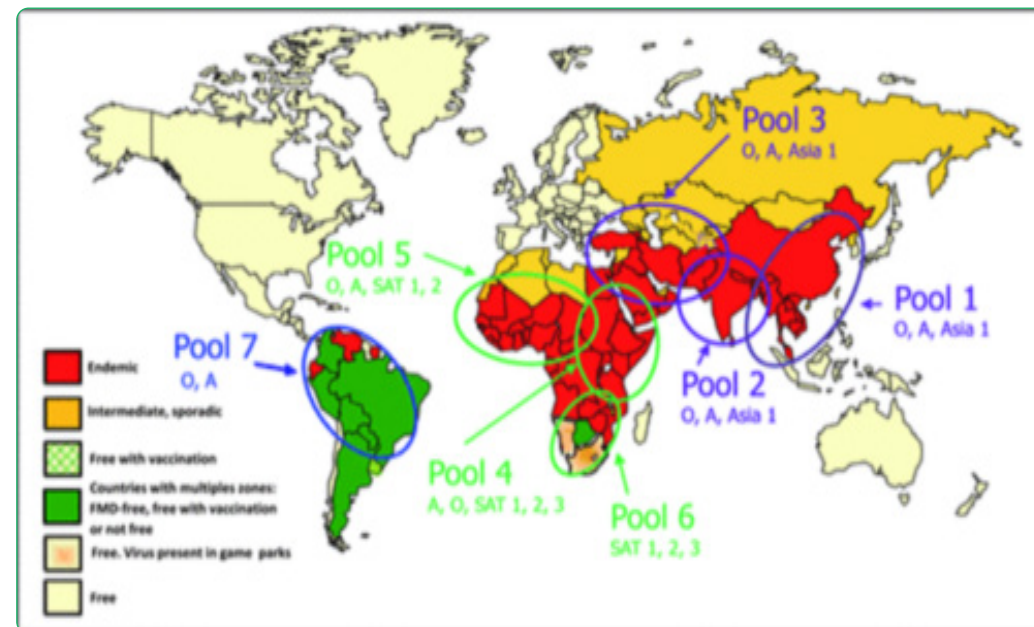 Pool 3
O, A, Asia 1
Pool 5
O, A, SAT 1, 2
Pool 1
O, A, Asia 1
Pool 7
O, A
Pool 2
O, A, Asia 1
Pool 4
A, O, SAT 1, 2, 3
Pool 6
SAT 1, 2, 3
Endemic
Intermediate, sporadic
Free with vaccination
Countries with multiples zones:
FMD-free, free with vaccination
or not free
Free. Virus present in game parks
Free